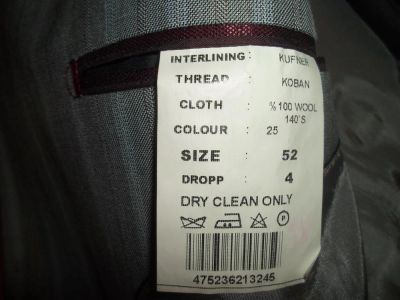 INTERLINING: KUFNER
THREAD : KOBAN
CLOTH : %100 WOOL
140'S
COLOUR : 25
SIZE : 52
DROPP : 4
DRY CLEAN ONLY
475236213245